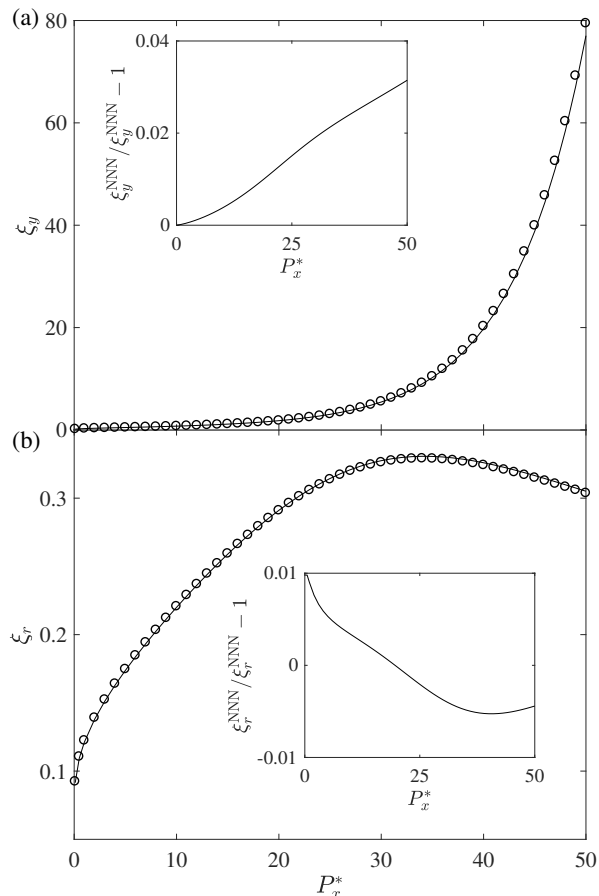 (a)
80
60
40
20
0
ξ_y
0.04
0.02
0
ξ_y^NNN/ξ_y^NNN − 1
0 25 50
P_x^*
(b)
0.3
0.2
0.1
ξ_r
0.01
0
-0.01
ξ_r^NNN/ξ_r^NNN − 1
0 25 50
P_x^*
0 10 20 30 40 50
P_x^*